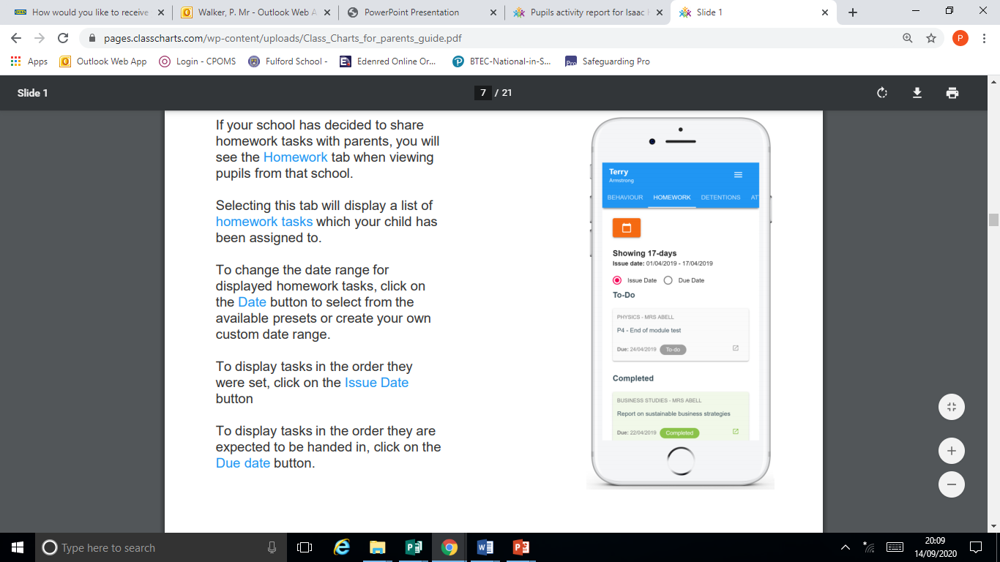 How would you like to receive
Walker, P. Mr - Outlook Web A
PowerPoint Presentation
Pupils activity report for Isaac
Slide 1
pages.classcharts.com/wp-content/uploads/Class_Charts_for_parents_guide.pdf
P
Apps
Outlook Web App
Login - CPOMS
Fulford School -
Edenred Online Or...
BTEC-National-in-S...
Safeguarding Pro
Slide 1
7 / 21
If your school has decided to share
homework tasks with parents, you will
see the Homework tab when viewing
pupils from that school.
Selecting this tab will display a list of
homework tasks which your child has
been assigned to.
To change the date range for
displayed homework tasks, click on
the Date button to select from the
available presets or create your own
custom date range.
To display tasks in the order they
were set, click on the Issue Date
button
To display tasks in the order they are
expected to be handed in, click on the
Due date button.
Terry
Armstrong
BEHAVIOUR HOMEWORK DETENTIONS AT
Showing 17-days
Issue date: 01/04/2019 - 17/04/2019
Issue Date Due Date
To-Do
PHYSICS - MRS ABELL
P4 - End of module test
Due: 24/04/2019 To-do
Completed
BUSINESS STUDIES - MRS ABELL
Report on sustainable business strategies
Due: 22/04/2019 Completed
Type here to search
20:09
14/09/2020